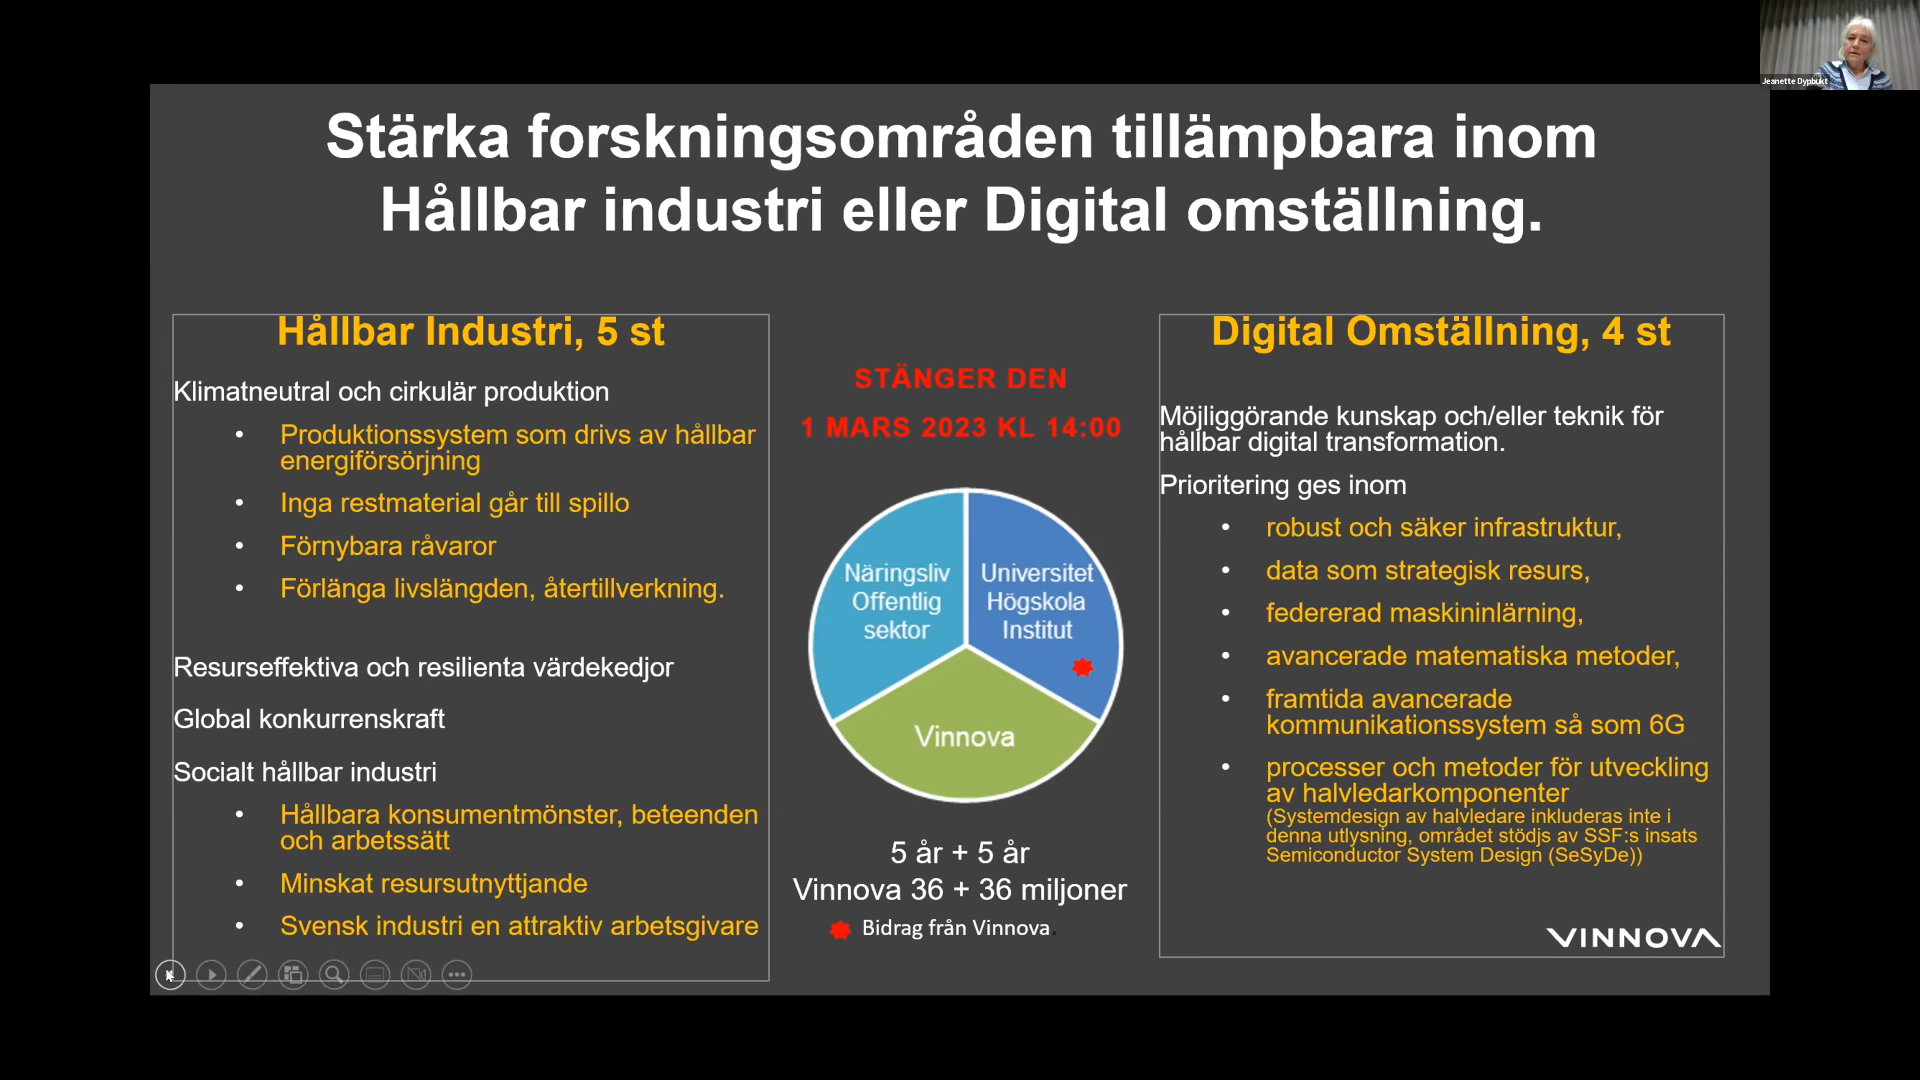 Jeanette Dypbukt
Stärka forskningsområden tillämpbara inom
Hållbar industri eller Digital omställning.
Hållbar Industri, 5 st
Klimatneutral och cirkulär produktion
• Produktionssystem som drivs av hållbar
energiförsörjning
• Inga restmaterial går till spillo
• Förnybara råvaror
• Förlänga livslängden, återtillverkning.
Resurseffektiva och resilienta värdekedjor
Global konkurrenskraft
Socialt hållbar industri
• Hållbara konsumentmönster, beteenden
och arbetssätt
• Minskat resursutnyttjande
• Svensk industri en attraktiv arbetsgivare
STÄNGER DEN
1 MARS 2023 KL 14:00
Näringsliv
Offentlig
sektor
Universitet
Högskola
Institut
Vinnova
5 år + 5 år
Vinnova 36 + 36 miljoner
Bidrag från Vinnova.
Digital Omställning, 4 st
Möjliggörande kunskap och/eller teknik för
hållbar digital transformation.
Prioritering ges inom
• robust och säker infrastruktur,
• data som strategisk resurs,
• federerad maskininlärning,
• avancerade matematiska metoder,
• framtida avancerade
kommunikationssystem så som 6G
• processer och metoder för utveckling
av halvledarkomponenter
(Systemdesign av halvledare inkluderas inte i
denna utlysning, området stödjs av SSF:s insats
Semiconductor System Design (SeSyDe))
VINNOVA